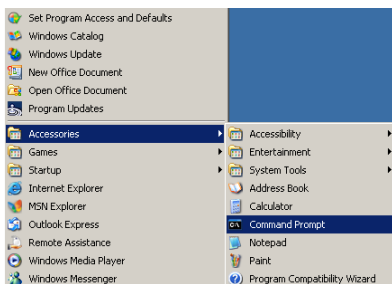 Set Program Access and Defaults
Windows Catalog
Windows Update
New Office Document
Open Office Document
Program Updates
Accessories
Games
Startup
Internet Explorer
MSN Explorer
Outlook Express
Remote Assistance
Windows Media Player
Windows Messenger
Accessibility
Entertainment
System Tools
Address Book
Calculator
Command Prompt
Notepad
Paint
Program Compatibility Wizard